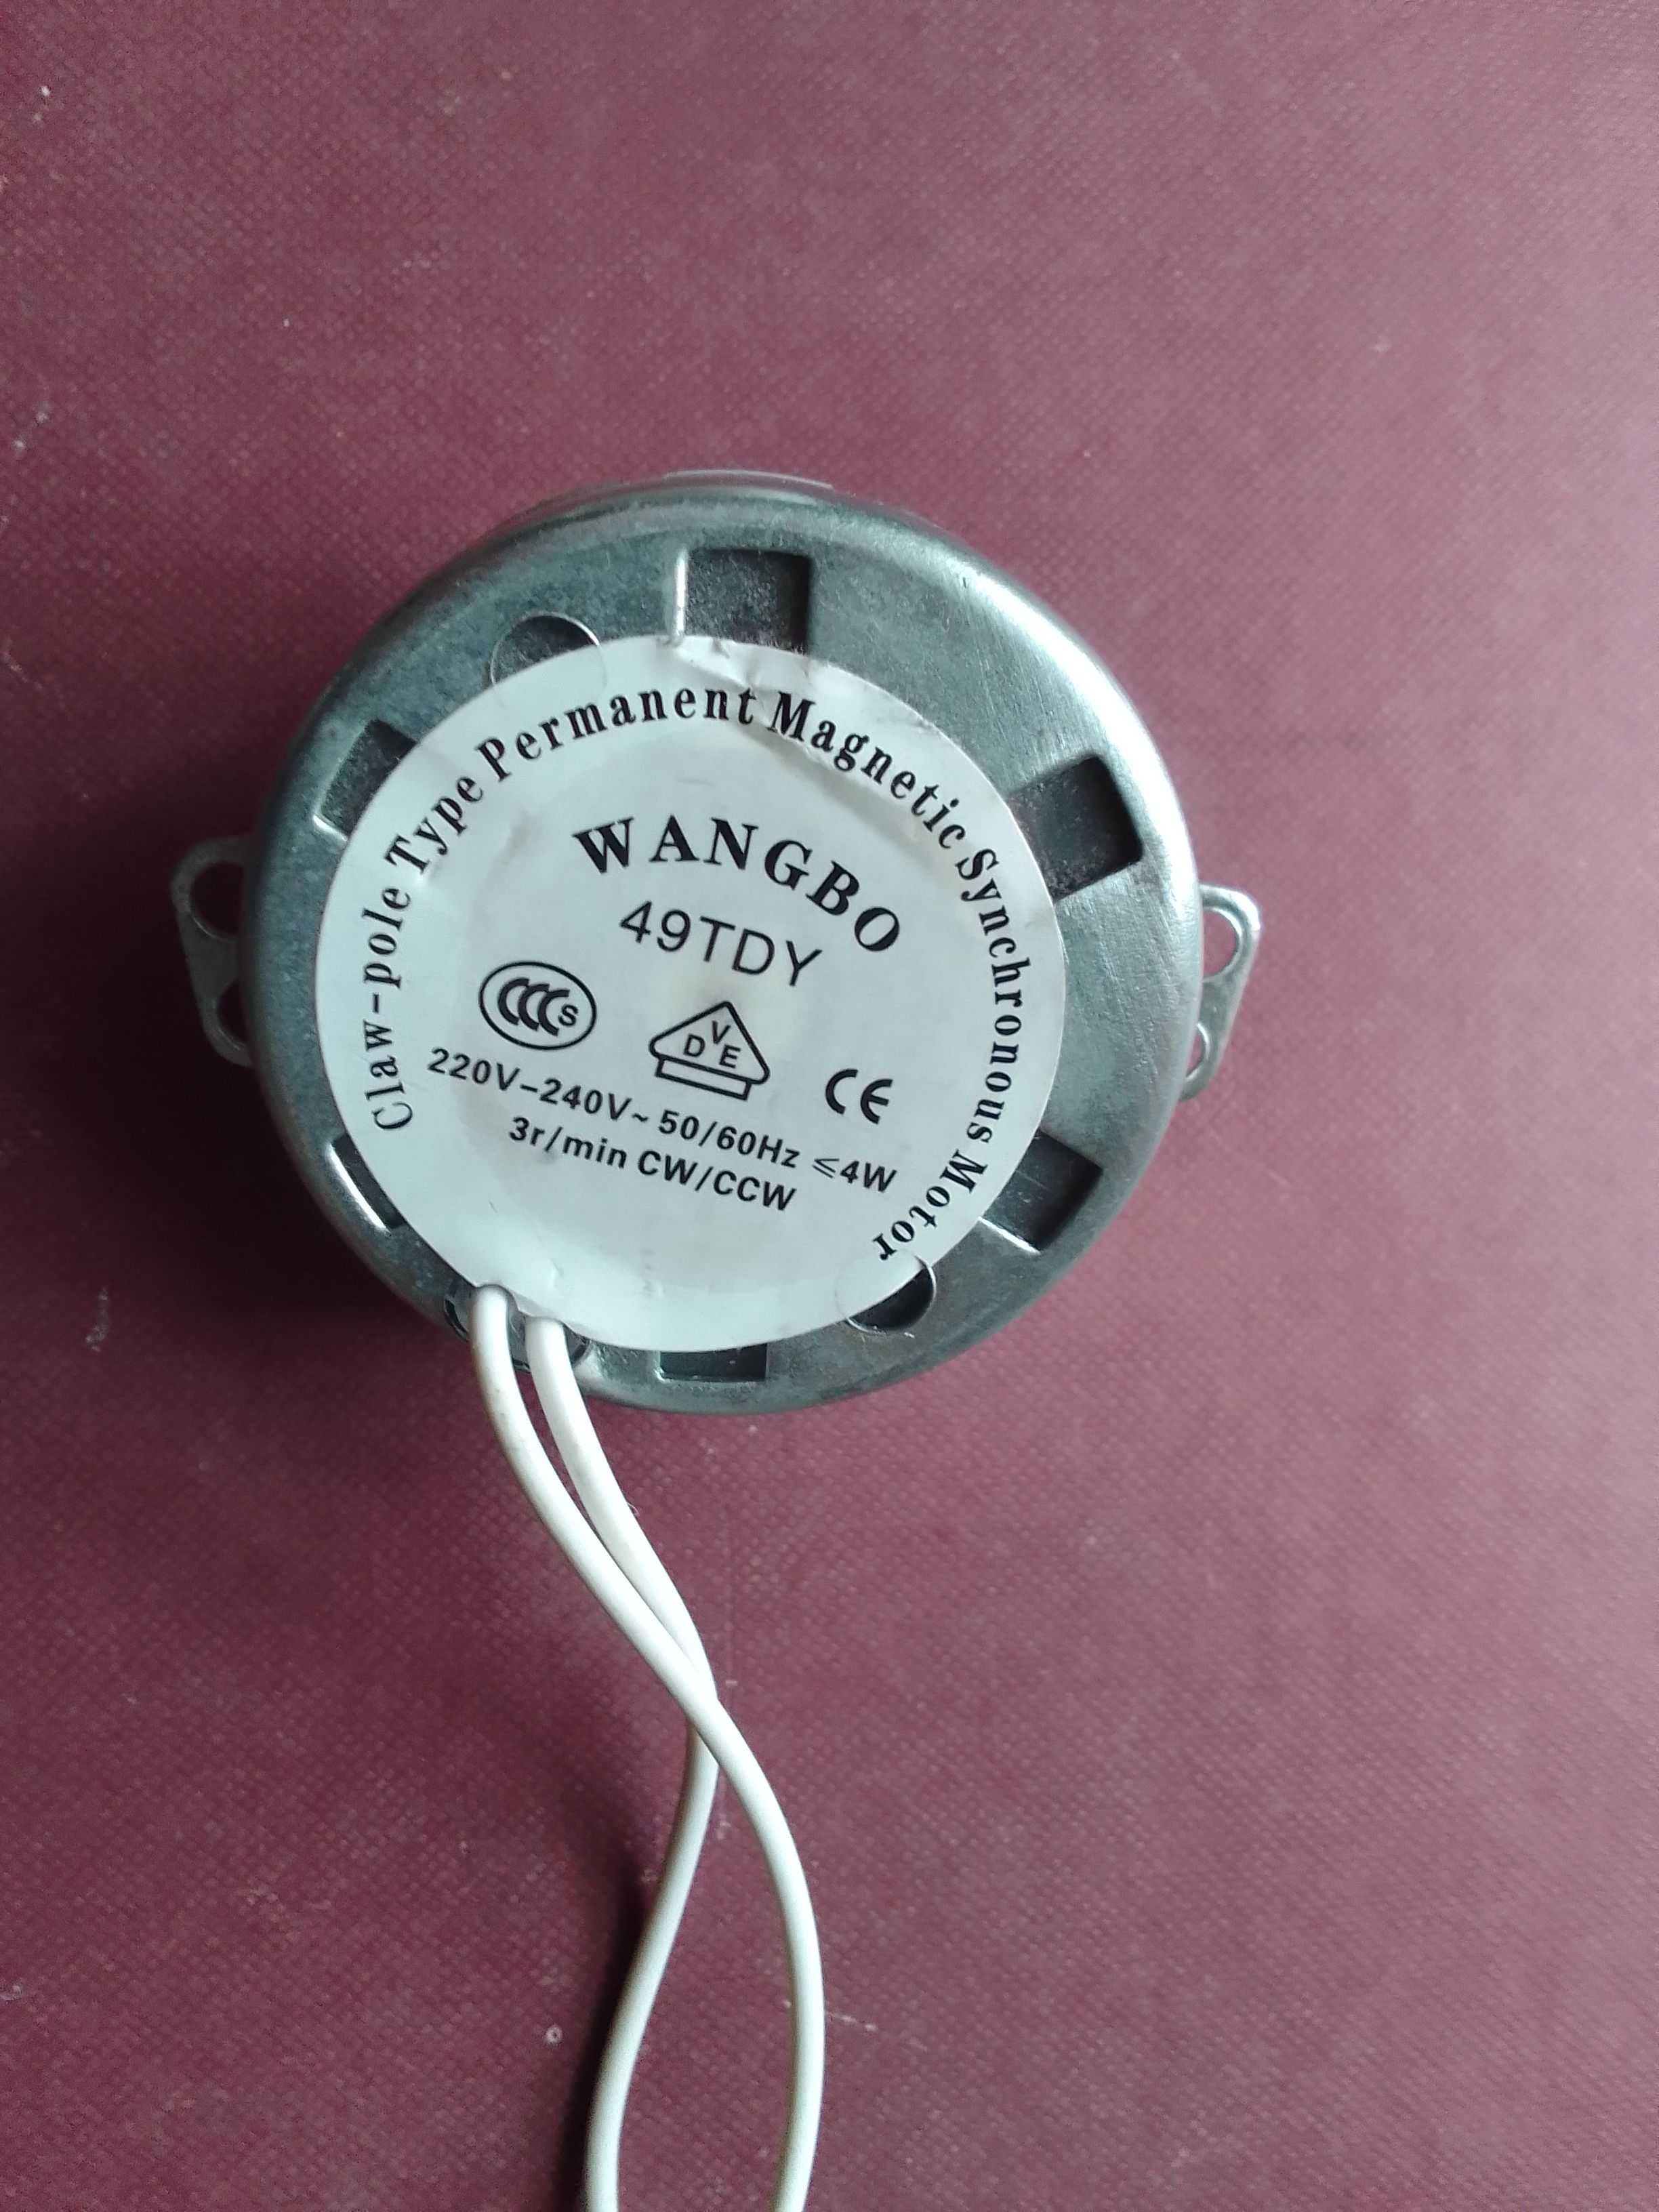 Claw-pole Type Permanent Magnetic Synchronous Motor
WANGBO
49TDY
CCC S
VDE
CE
220V-240V~ 50/60Hz ≤4W
3r/min CW/CCW